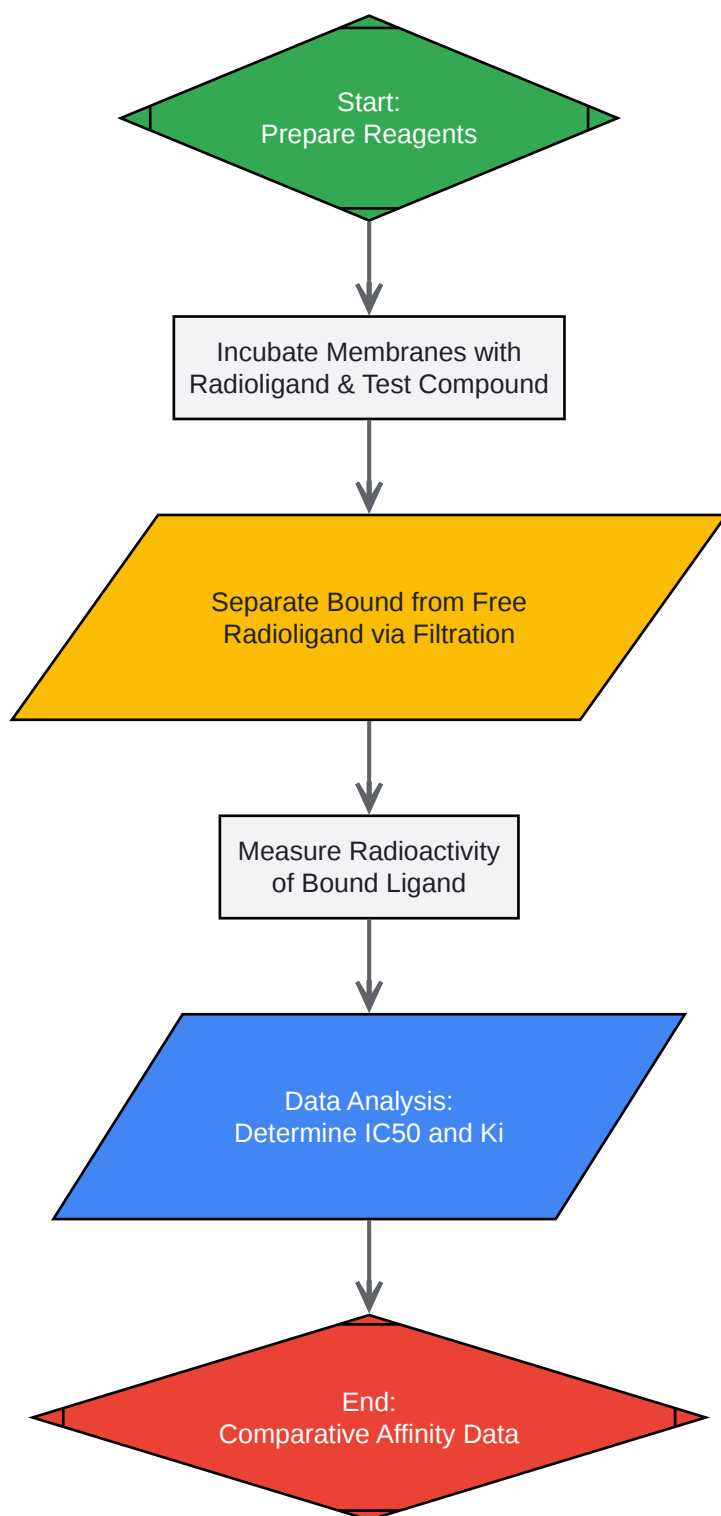 Start:
Prepare Reagents
Incubate Membranes with
Radioligand & Test Compound
Separate Bound from Free
Radioligand via Filtration
Measure Radioactivity
of Bound Ligand
Data Analysis:
Determine IC50 and Ki
End:
Comparative Affinity Data